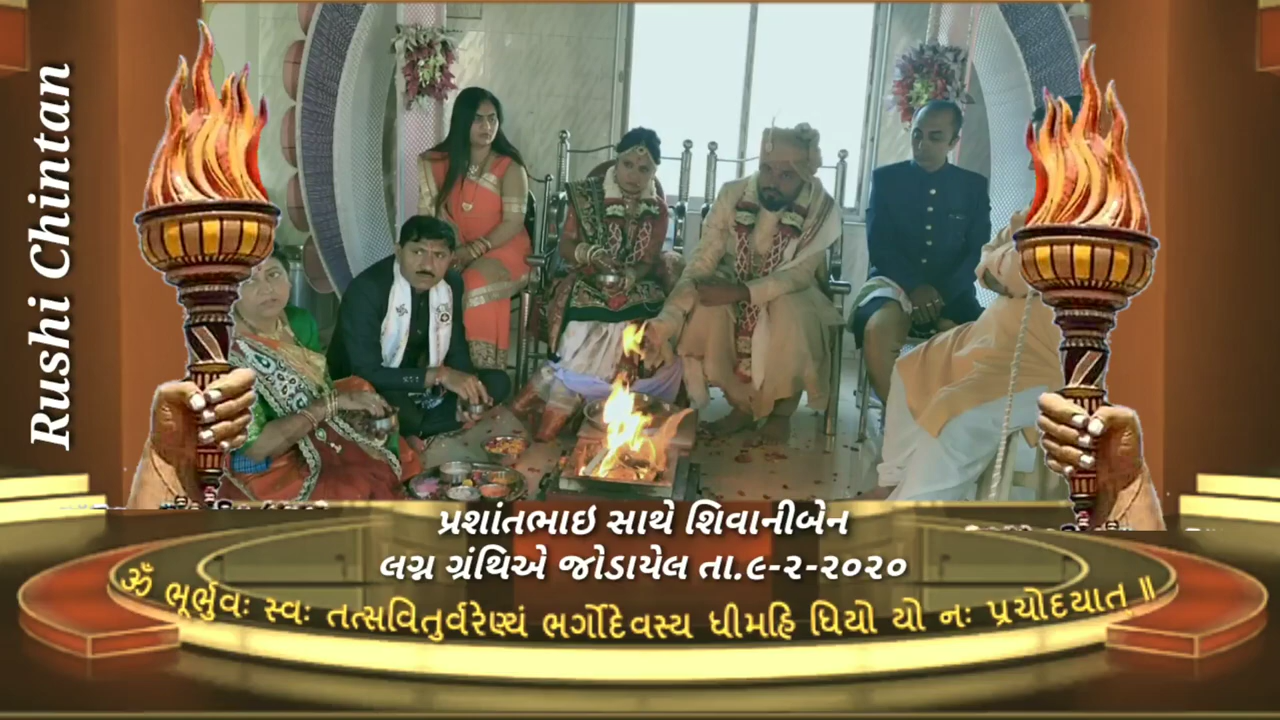 Rushi Chintan
પ્રશાંતભાઇ સાથે શિવાનીબેન
લગ્ન ગ્રંથિએ જોડાયેલ તા.૯-૨-૨૦૨૦
ૐ ભૂર્ભુવઃ સ્વઃ તત્સવિતુર્વરેણ્યં ભર્ગોદેવસ્ય ધીમહિ ધિયો યો નઃ પ્રચોદયાત ॥